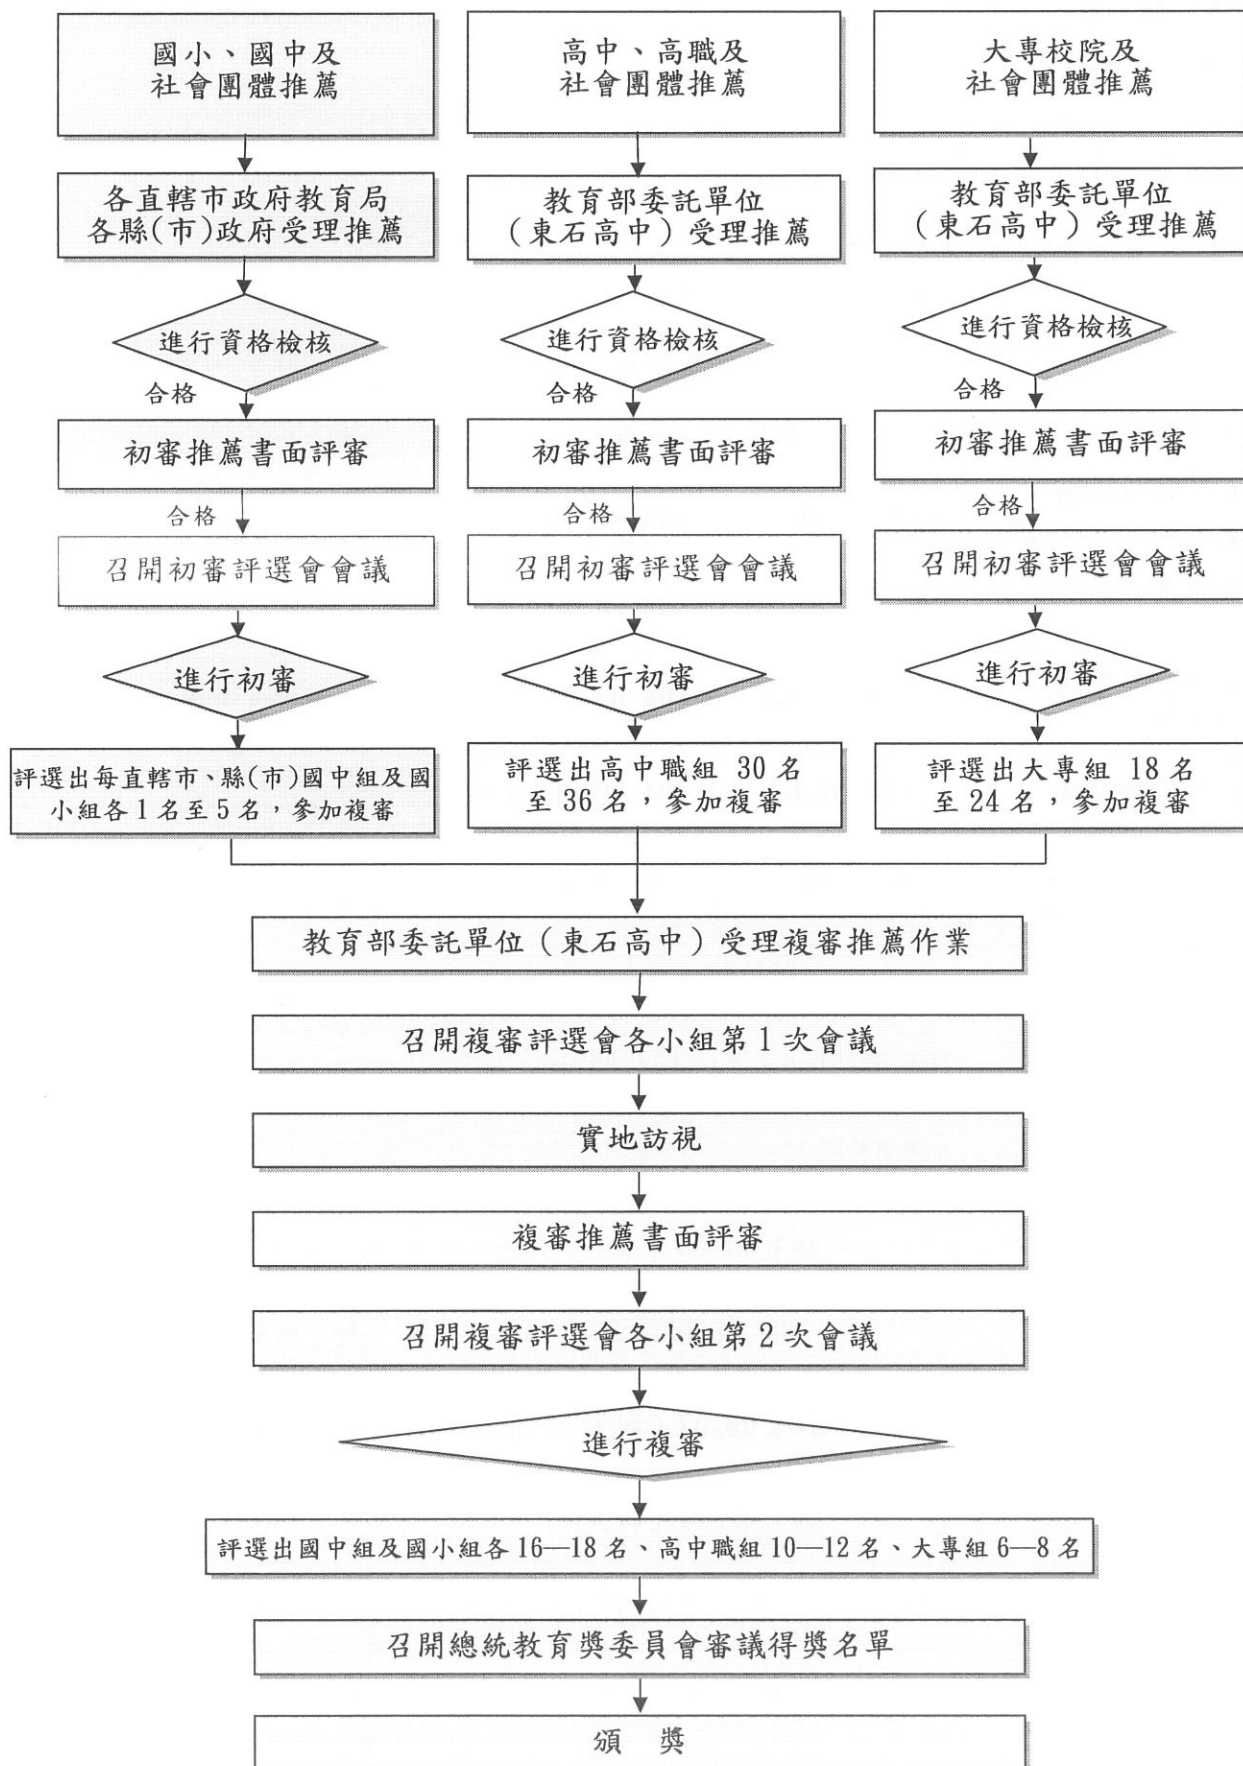 國小、國中及
社會團體推薦
各直轄市政府教育局
各縣(市)政府受理推薦
進行資格檢核
合格
初審推薦書面評審
合格
召開初審評選會會議
進行初審
評選出每直轄市、縣(市)國中組及國
小組各1名至5名，參加複審
高中、高職及
社會團體推薦
教育部委託單位
（東石高中）受理推薦
進行資格檢核
合格
初審推薦書面評審
合格
召開初審評選會會議
進行初審
評選出高中職組 30 名
至 36 名，參加複審
大專校院及
社會團體推薦
教育部委託單位
（東石高中）受理推薦
進行資格檢核
合格
初審推薦書面評審
合格
召開初審評選會會議
進行初審
評選出大專組 18 名
至 24 名，參加複審
教育部委託單位（東石高中）受理複審推薦作業
召開複審評選會各小組第 1 次會議
實地訪視
複審推薦書面評審
召開複審評選會各小組第 2 次會議
進行複審
評選出國中組及國小組各 16—18 名、高中職組 10—12 名、大專組 6—8 名
召開總統教育獎委員會審議得獎名單
頒 獎